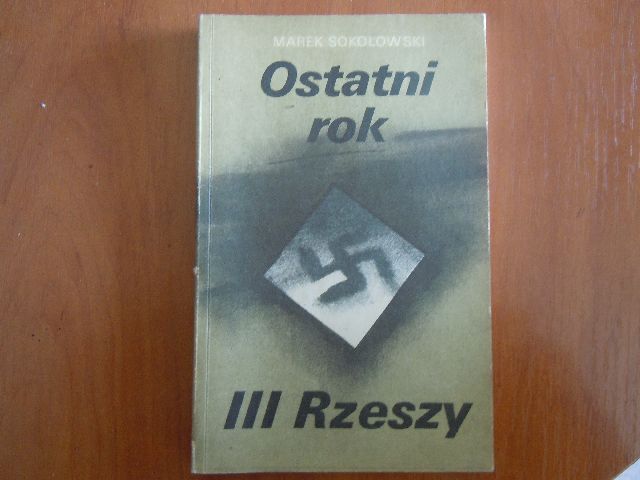 MAREK SOKOŁOWSKI
Ostatni
rok
III Rzeszy